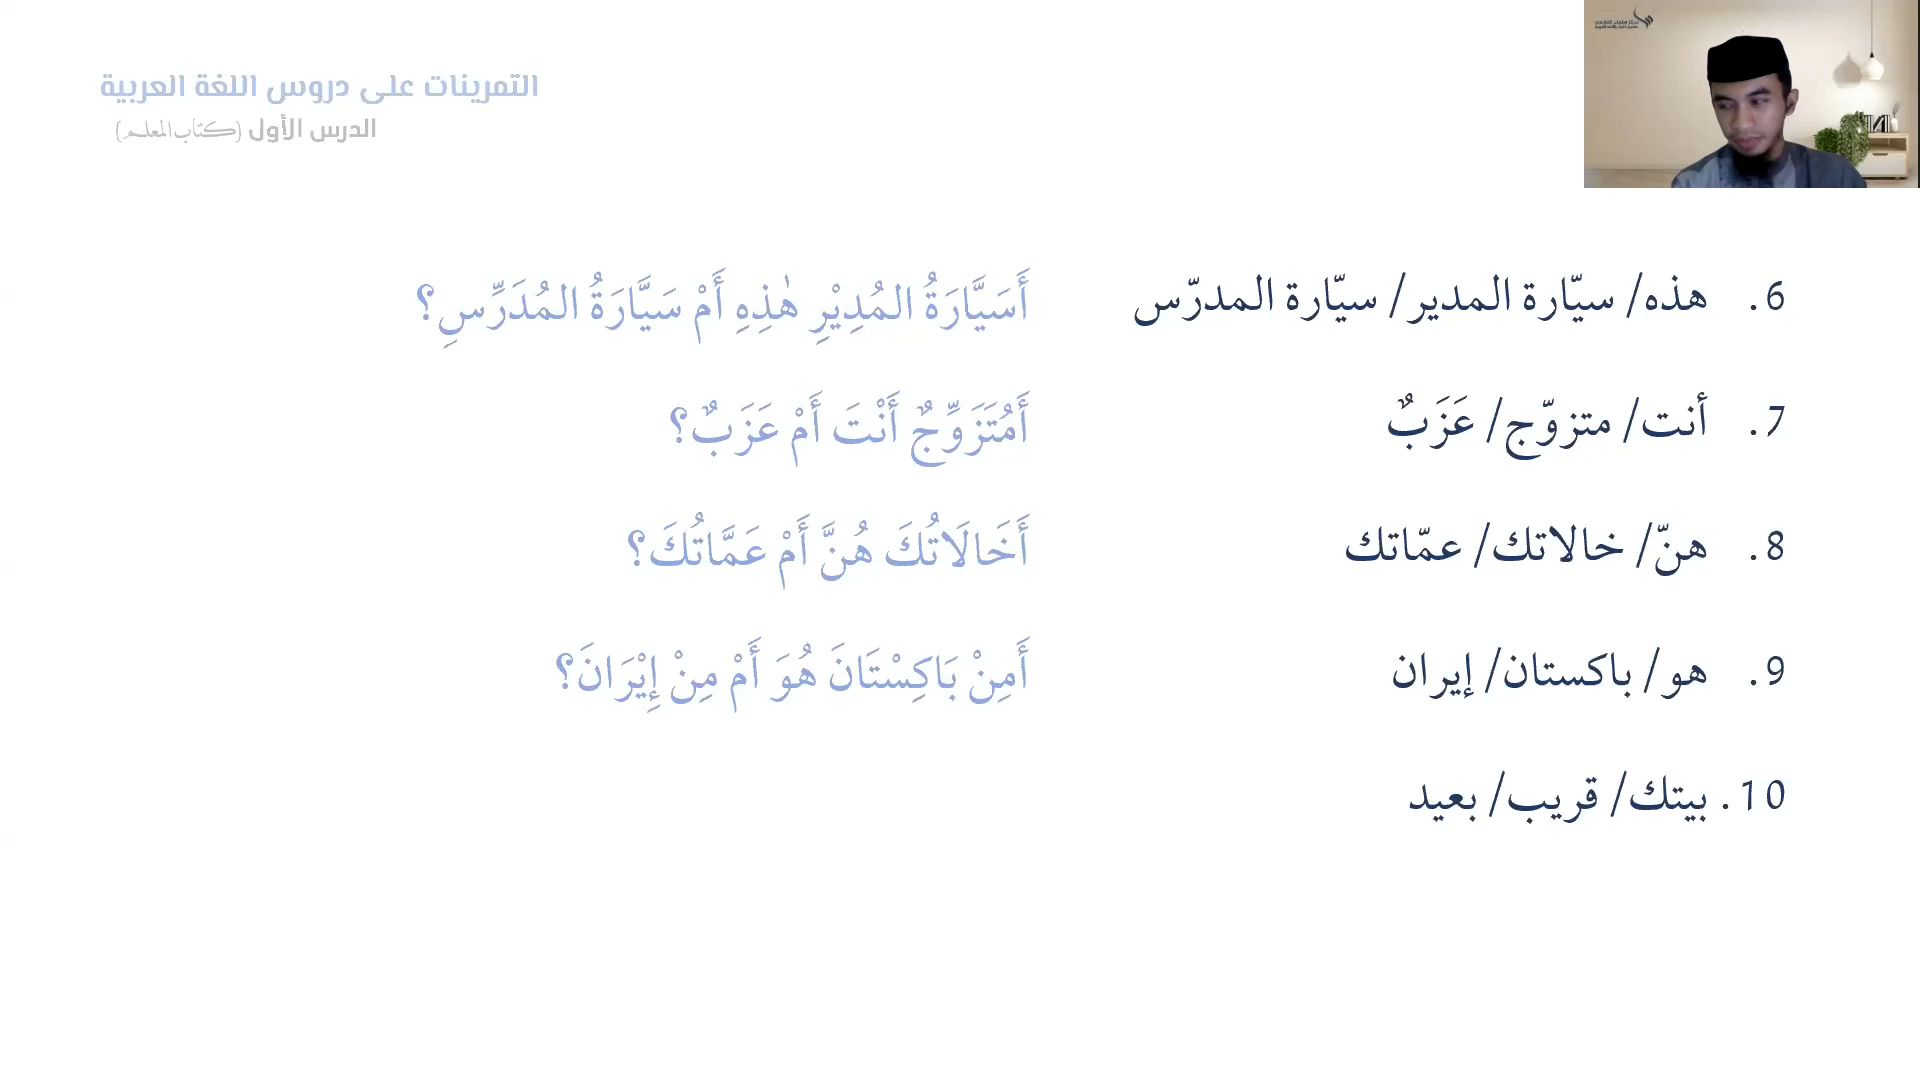 التمرينات على دروس اللغة العربية
الدرس الأول (كتاب المعلم)
6. هذه/ سيّارة المدير/ سيّارة المدرّس
أَسَيَّارَةُ المُدِيْرِ هٰذِهِ أَمْ سَيَّارَةُ المُدَرِّسِ؟
7. أنت/ متزوّج/ عَزَبٌ
أَمُتَزَوِّجٌ أَنْتَ أَمْ عَزَبٌ؟
8. هنّ/ خالاتك/ عمّاتك
أَخَالَاتُكَ هُنَّ أَمْ عَمَّاتُكَ؟
9. هو/ باكستان/ إيران
أَمِنْ بَاكِسْتَانَ هُوَ أَمْ مِنْ إِيْرَانَ؟
10. بيتك/ قريب/ بعيد